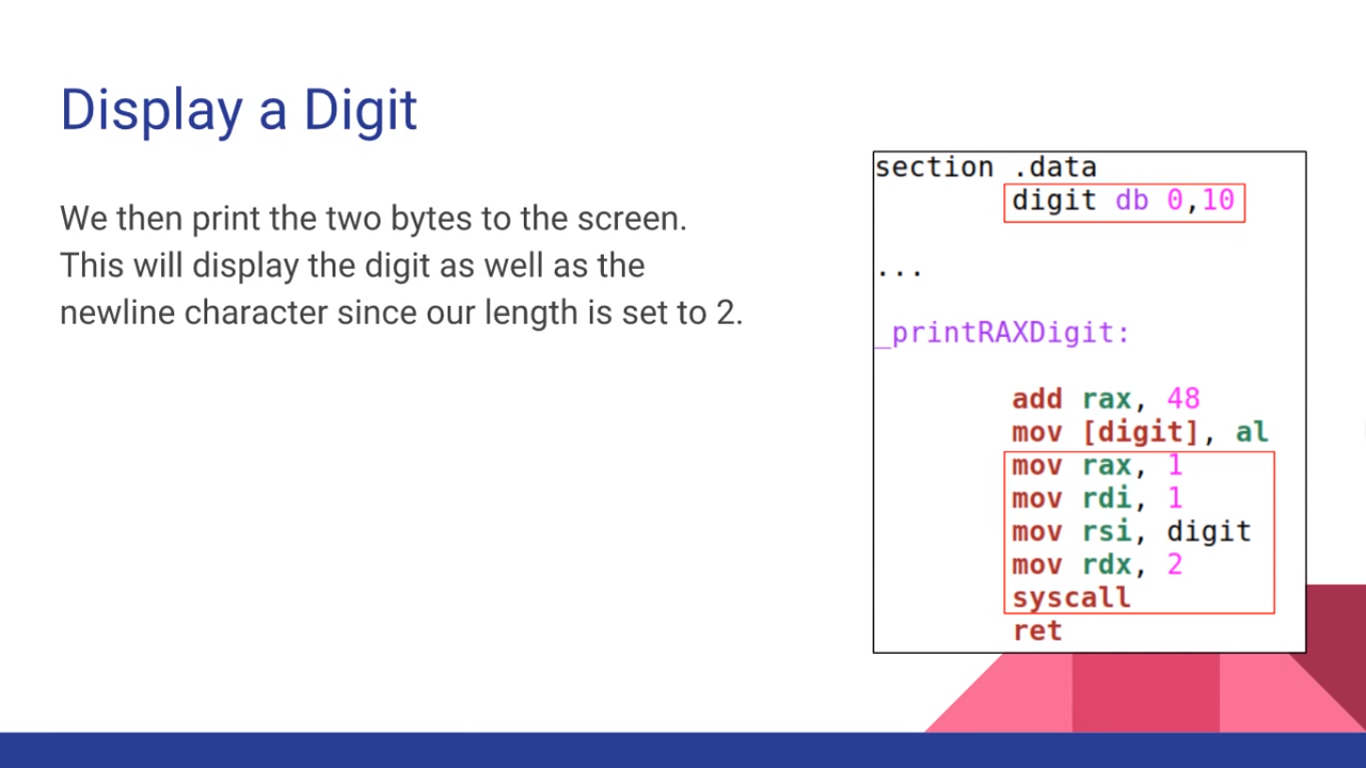 Display a Digit
We then print the two bytes to the screen.
This will display the digit as well as the
newline character since our length is set to 2.
section .data
digit db 0,10
...
_printRAXDigit:
add rax, 48
mov [digit], al
mov rax, 1
mov rdi, 1
mov rsi, digit
mov rdx, 2
syscall
ret